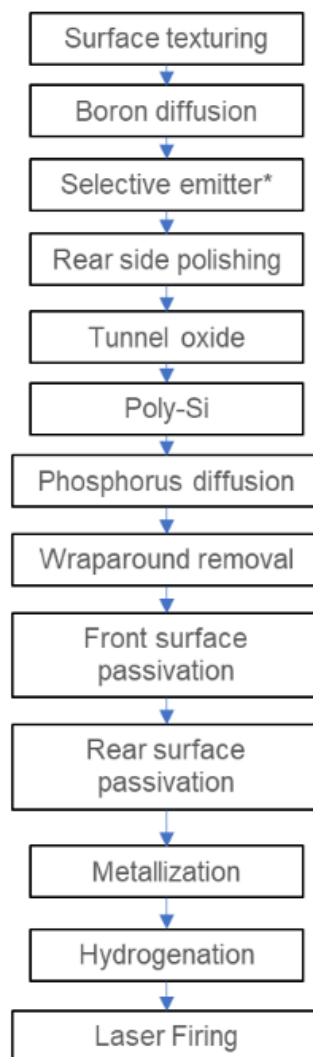 Surface texturing
Boron diffusion
Selective emitter*
Rear side polishing
Tunnel oxide
Poly-Si
Phosphorus diffusion
Wraparound removal
Front surface
passivation
Rear surface
passivation
Metallization
Hydrogenation
Laser Firing